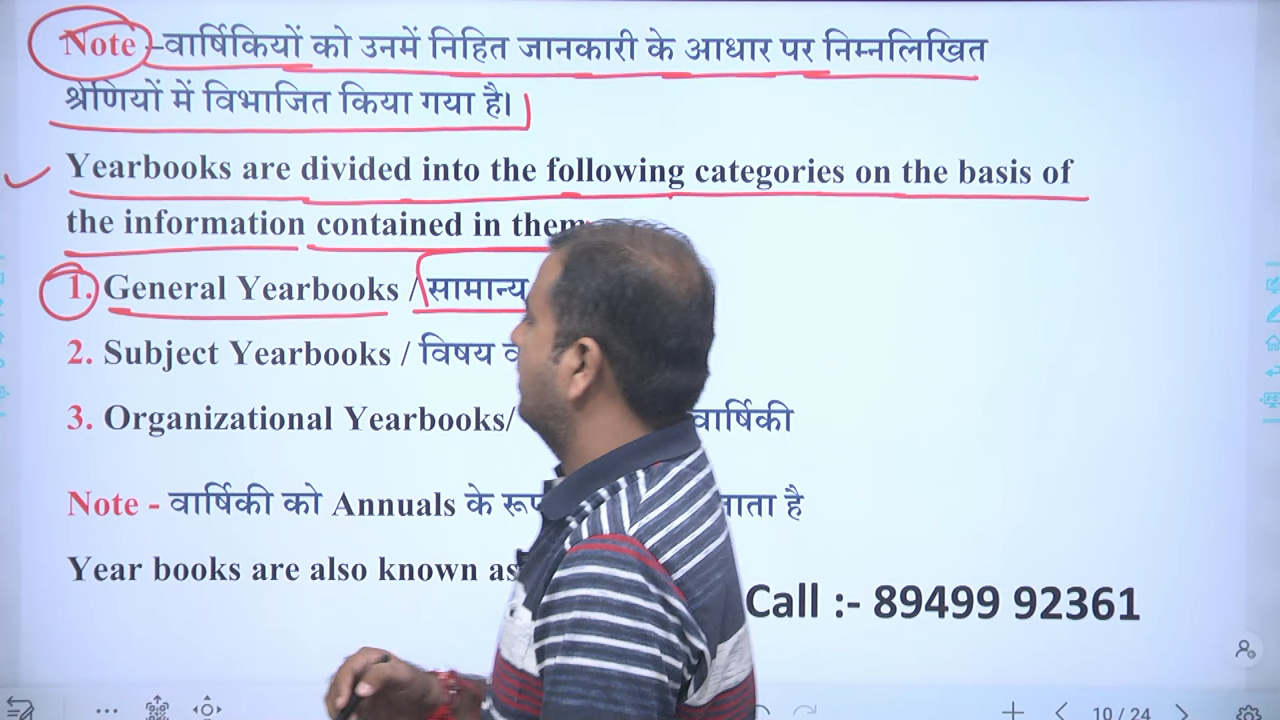 Note –वार्षिकियों को उनमें निहित जानकारी के आधार पर निम्नलिखित
श्रेणियों में विभाजित किया गया है।
Yearbooks are divided into the following categories on the basis of
the information contained in them
1. General Yearbooks / सामान्य
2. Subject Yearbooks / विषय
3. Organizational Yearbooks/ वार्षिकी
Note - वार्षिकी को Annuals के जाता है
Year books are also known as
Call :- 89499 92361
10 / 24